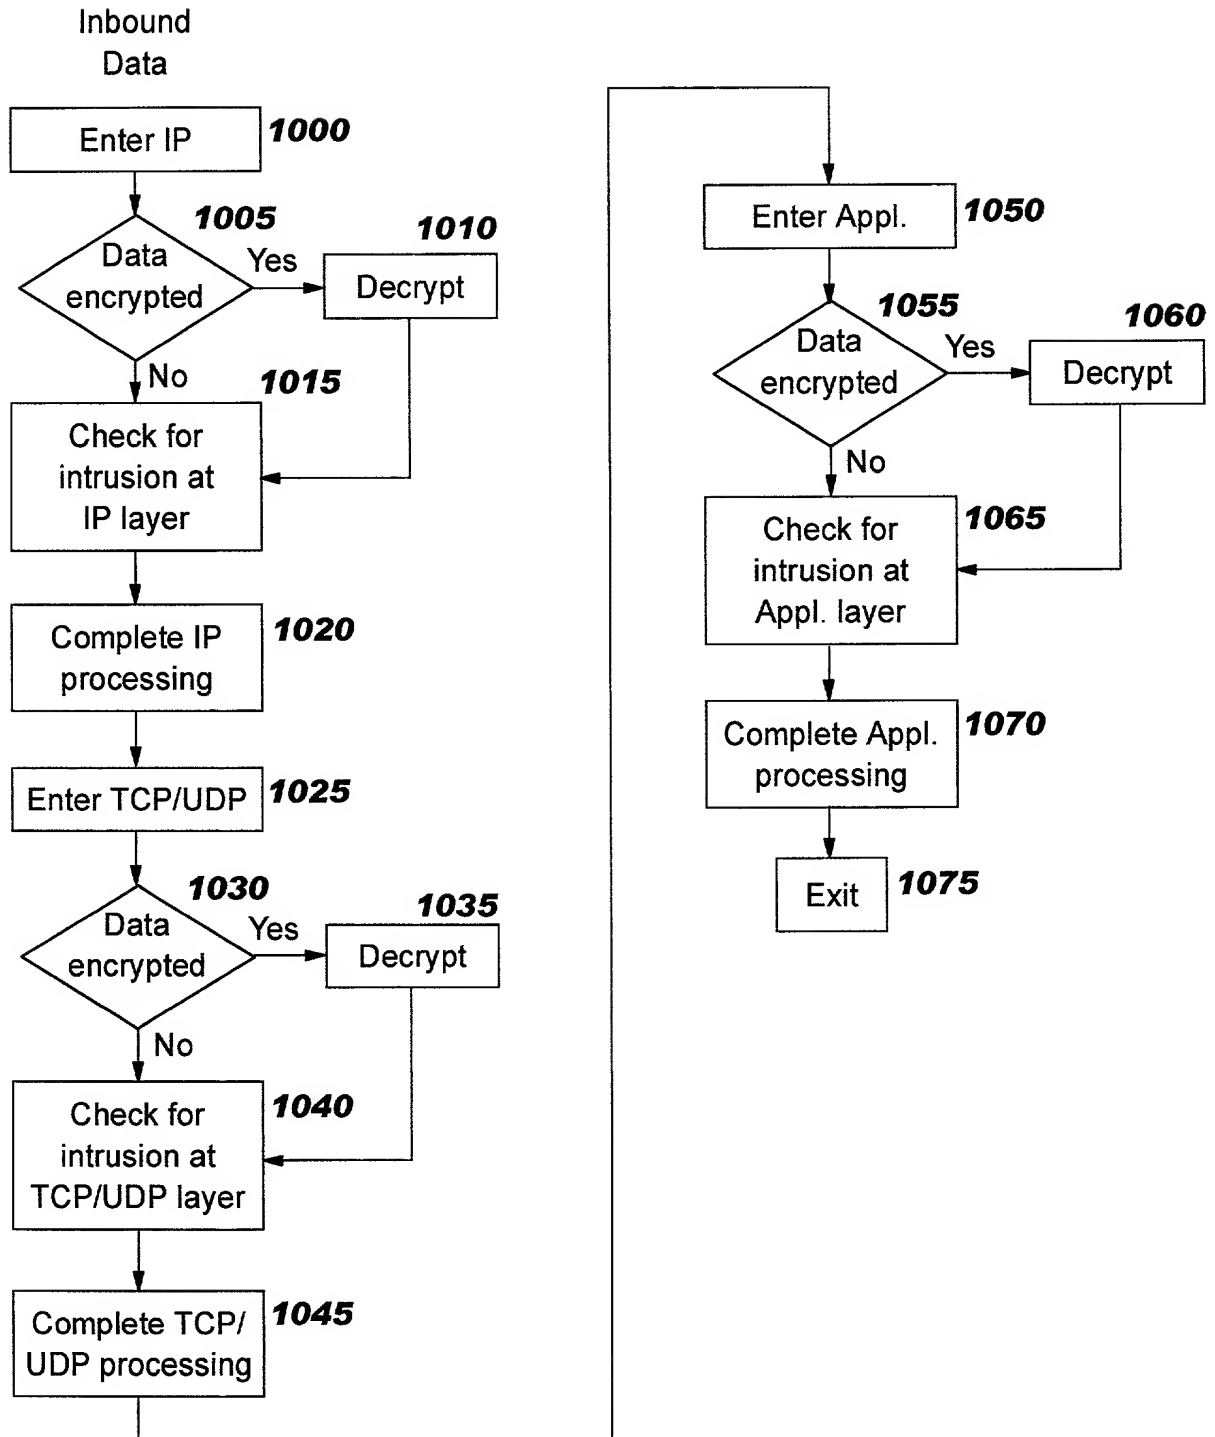 Inbound
Data
Enter IP
1000
1005
Data
encrypted
Yes
1010
Decrypt
No
1015
Check for
intrusion at
IP layer
Complete IP
processing
1020
Enter TCP/UDP
1025
1030
Data
encrypted
Yes
1035
Decrypt
No
1040
Check for
intrusion at
TCP/UDP layer
Complete TCP/
UDP processing
1045
Enter Appl.
1050
1055
Data
encrypted
Yes
1060
Decrypt
No
Check for
intrusion at
Appl. layer
1065
Complete Appl.
processing
1070
Exit
1075